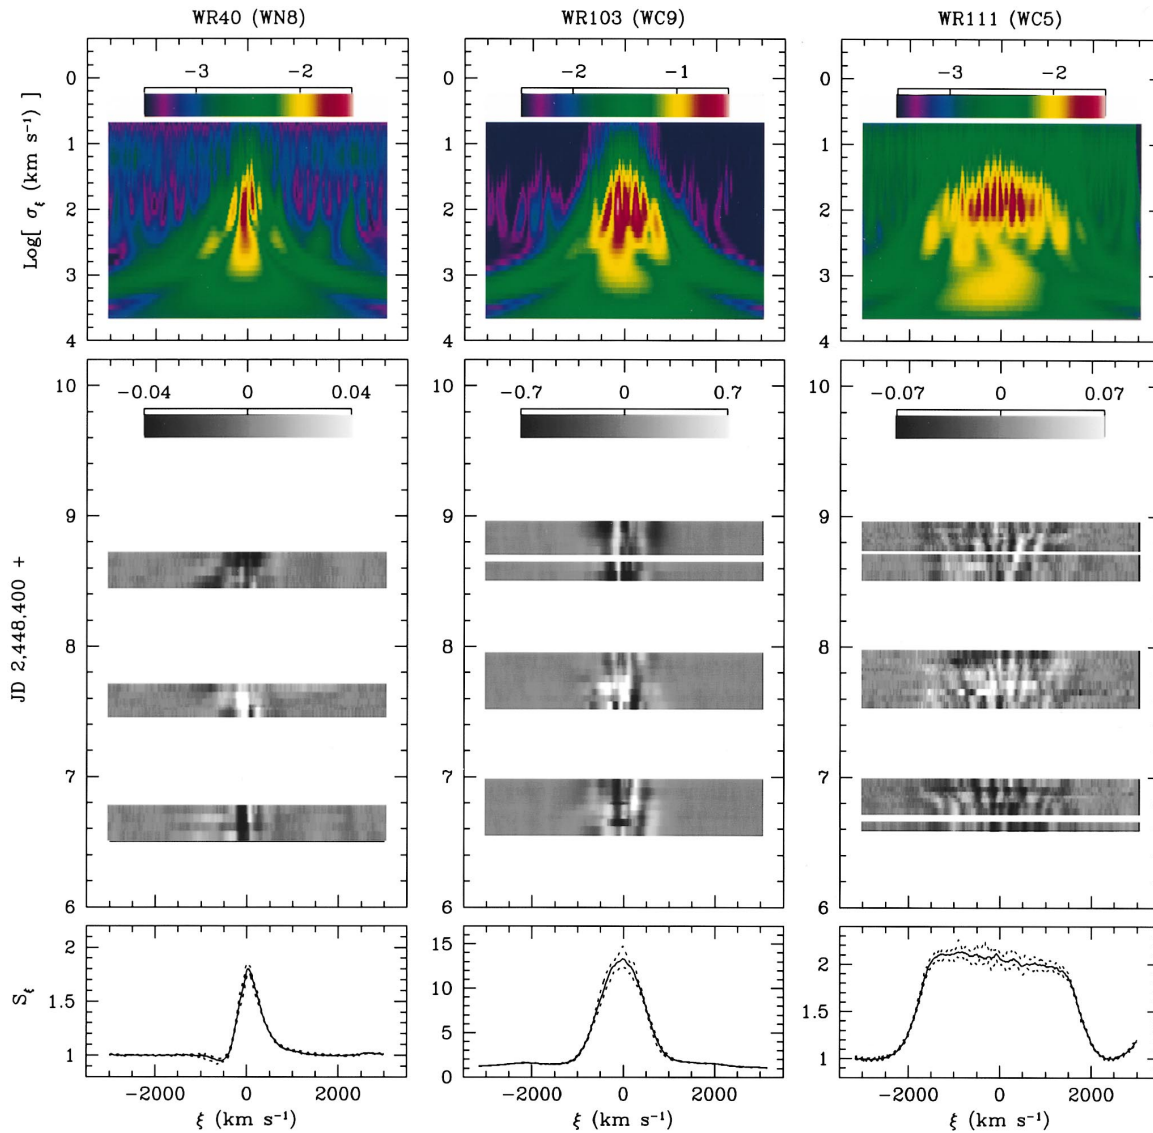 WR40 (WN8) WR103 (WC9) WR111 (WC5)
−3 −2 −2 −1 −3 −2
0 0 0
1 1 1
2 2 2
3 3 3
4 4 4
Log[ σξ (km s⁻¹) ]
10 10 10
−0.04 0 0.04 −0.7 0 0.7 −0.07 0 0.07
9 9 9
8 8 8
7 7 7
6 6 6
JD 2,448,400 +
2 15 2
1.5 10 1.5
1 5 1
0
Sξ
−2000 0 2000 −2000 0 2000 −2000 0 2000
ξ (km s⁻¹) ξ (km s⁻¹) ξ (km s⁻¹)